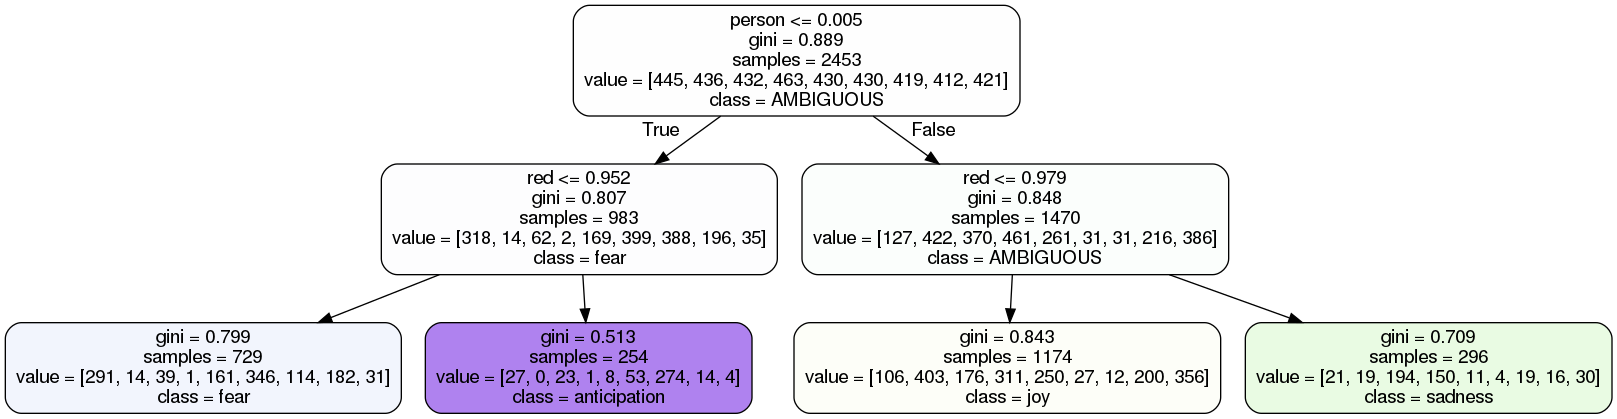 person <= 0.005
gini = 0.889
samples = 2453
value = [445, 436, 432, 463, 430, 430, 419, 412, 421]
class = AMBIGUOUS
True
False
red <= 0.952
gini = 0.807
samples = 983
value = [318, 14, 62, 2, 169, 399, 388, 196, 35]
class = fear
red <= 0.979
gini = 0.848
samples = 1470
value = [127, 422, 370, 461, 261, 31, 31, 216, 386]
class = AMBIGUOUS
gini = 0.799
samples = 729
value = [291, 14, 39, 1, 161, 346, 114, 182, 31]
class = fear
gini = 0.513
samples = 254
value = [27, 0, 23, 1, 8, 53, 274, 14, 4]
class = anticipation
gini = 0.843
samples = 1174
value = [106, 403, 176, 311, 250, 27, 12, 200, 356]
class = joy
gini = 0.709
samples = 296
value = [21, 19, 194, 150, 11, 4, 19, 16, 30]
class = sadness